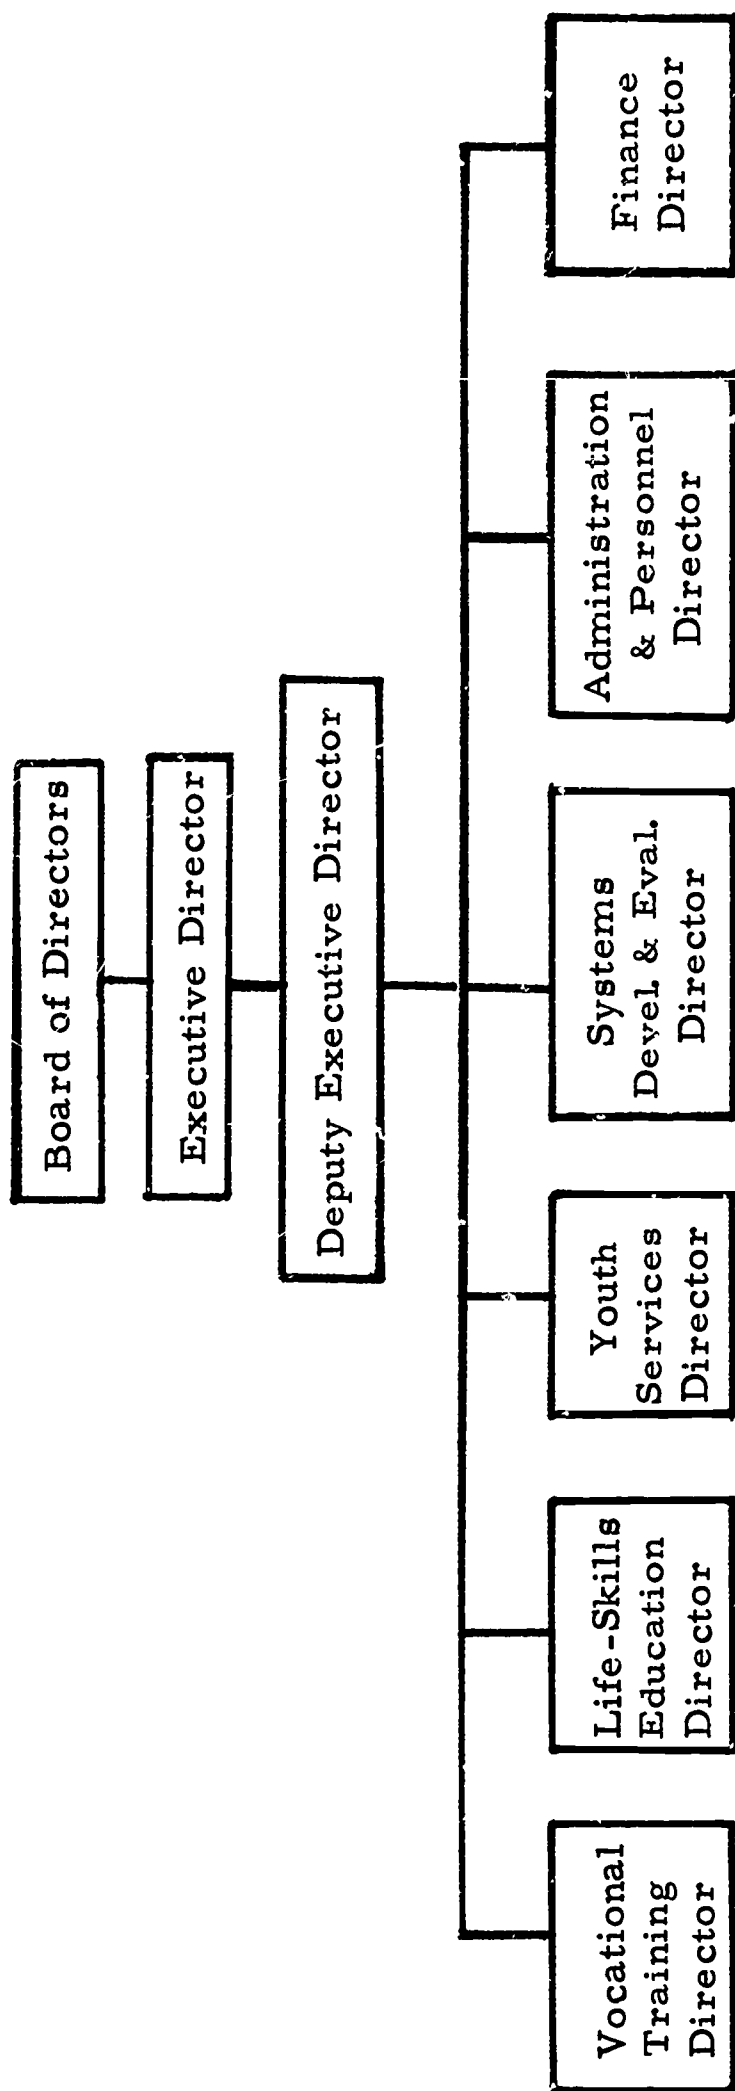 Board of Directors
Executive Director
Deputy Executive Director
Vocational
Training
Director
Life-Skills
Education
Director
Youth
Services
Director
Systems
Devel. & Eval.
Director
Administration
& Personnel
Director
Finance
Director